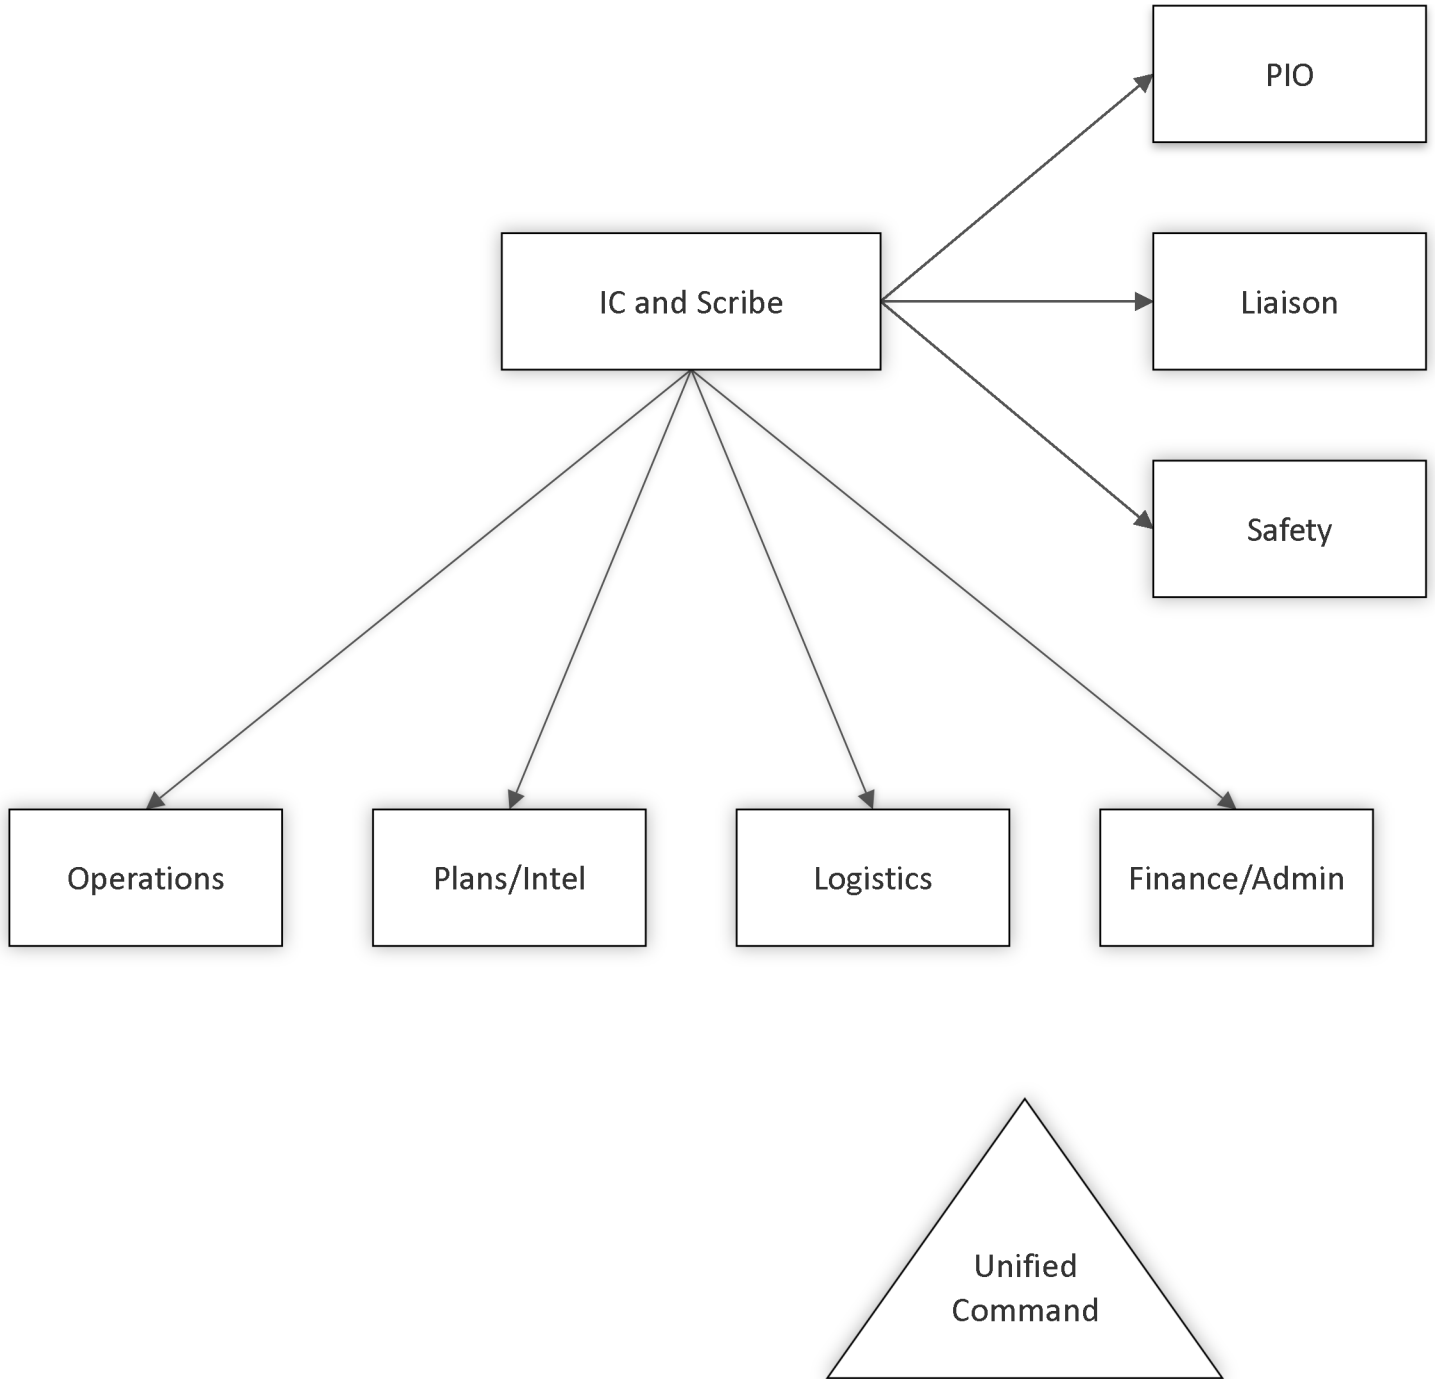 PIO
IC and Scribe
Liaison
Safety
Operations
Plans/Intel
Logistics
Finance/Admin
Unified
Command